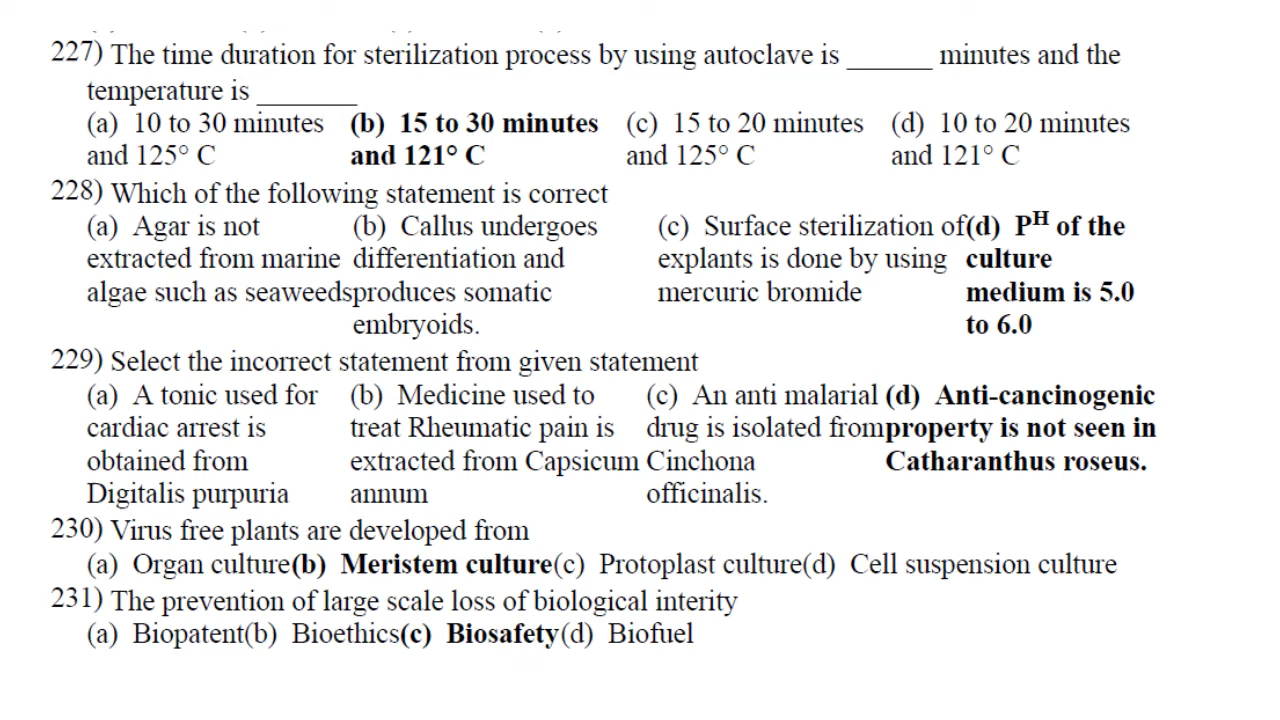 227) The time duration for sterilization process by using autoclave is ______ minutes and the
temperature is _______
(a) 10 to 30 minutes (b) 15 to 30 minutes (c) 15 to 20 minutes (d) 10 to 20 minutes
and 125° C and 121° C and 125° C and 121° C
228) Which of the following statement is correct
(a) Agar is not (b) Callus undergoes (c) Surface sterilization of(d) Pᴴ of the
extracted from marine differentiation and explants is done by using culture
algae such as seaweedsproduces somatic mercuric bromide medium is 5.0
embryoids. to 6.0
229) Select the incorrect statement from given statement
(a) A tonic used for (b) Medicine used to (c) An anti malarial (d) Anti-cancinogenic
cardiac arrest is treat Rheumatic pain is drug is isolated fromproperty is not seen in
obtained from extracted from Capsicum Cinchona Catharanthus roseus.
Digitalis purpuria annum officinalis.
230) Virus free plants are developed from
(a) Organ culture(b) Meristem culture(c) Protoplast culture(d) Cell suspension culture
231) The prevention of large scale loss of biological interity
(a) Biopatent(b) Bioethics(c) Biosafety(d) Biofuel